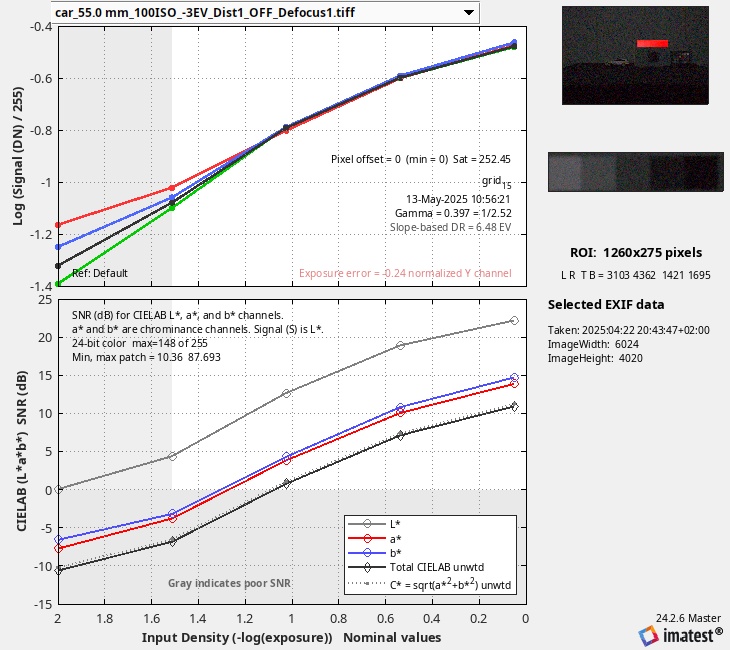 car_55.0 mm_100ISO_-3EV_Dist1_OFF_Defocus1.tiff
-0.4
-0.6
-0.8
-1
-1.2
-1.4
Log (Signal (DN) / 255)
Pixel offset = 0 (min = 0) Sat = 252.45
grid15
13-May-2025 10:56:21
Gamma = 0.397 = 1/2.52
Slope-based DR = 6.48 EV
Ref: Default
Exposure error = -0.24 normalized Y channel
ROI: 1260x275 pixels
L R T B = 3103 4362 1421 1695
Selected EXIF data
Taken: 2025:04:22 20:43:47+02:00
ImageWidth: 6024
ImageHeight: 4020
25
20
15
10
5
0
-5
-10
-15
CIELAB (L*a*b*) SNR (dB)
SNR (dB) for CIELAB L*, a*, and b* channels.
a* and b* are chrominance channels. Signal (S) is L*.
24-bit color max=148 of 255
Min, max patch = 10.36 87.693
L*
a*
b*
Total CIELAB unwtd
C* = sqrt(a*2+b*2) unwtd
Gray indicates poor SNR
2 1.8 1.6 1.4 1.2 1 0.8 0.6 0.4 0.2 0
Input Density (-log(exposure)) Nominal values
24.2.6 Master
imatest®